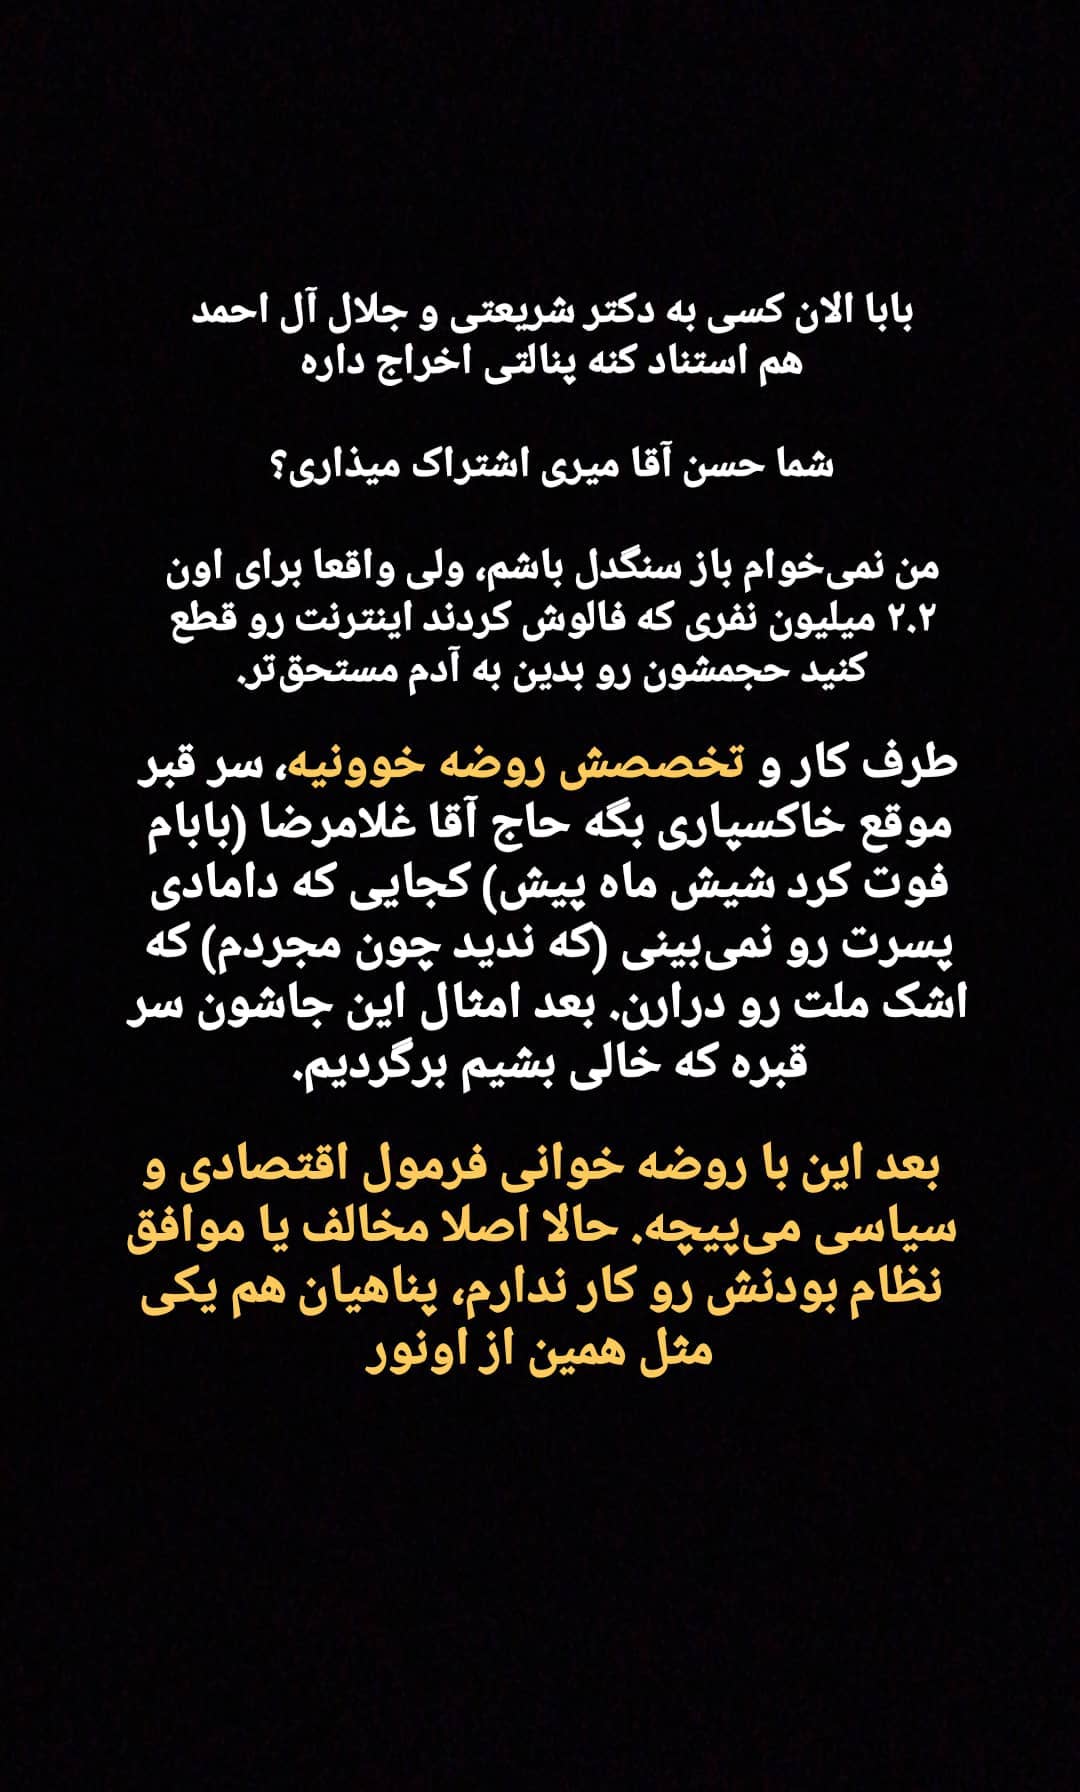 بابا الان کسی به دکتر شریعتی و جلال آل احمد
هم استناد کنه پنالتی اخراج داره
شما حسن آقا میری اشتراک میذاری؟
من نمی‌خوام باز سنگدل باشم، ولی واقعا برای اون
۲.۲ میلیون نفری که فالوش کردند اینترنت رو قطع
کنید حجمشون رو بدین به آدم مستحق‌تر.
طرف کار و تخصصش روضه خوونیه، سر قبر
موقع خاکسپاری بگه حاج آقا غلامرضا (بابام
فوت کرد شیش ماه پیش) کجایی که دامادی
پسرت رو نمی‌بینی (که ندید چون مجردم) که
اشک ملت رو درارن. بعد امثال این جاشون سر
قبره که خالی بشیم برگردیم.
بعد این با روضه خوانی فرمول اقتصادی و
سیاسی می‌پیچه. حالا اصلا مخالف یا موافق
نظام بودنش رو کار ندارم، پناهیان هم یکی
مثل همین از اونور